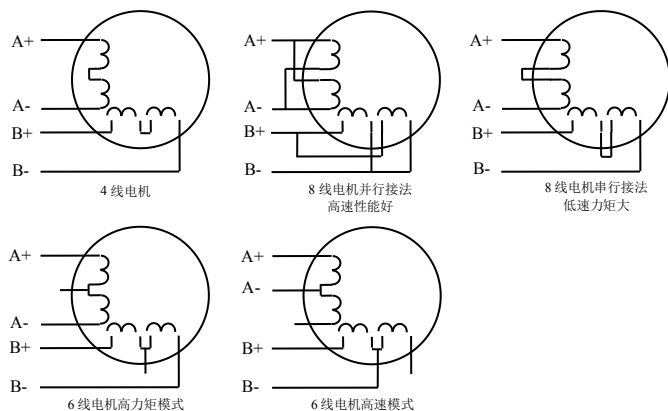 A+
A-
B+
B-
4 线电机
A+
A-
B+
B-
8 线电机并行接法
高速性能好
A+
A-
B+
B-
8 线电机串行接法
低速力矩大
A+
A-
B+
B-
6 线电机高力矩模式
A+
A-
B+
B-
6 线电机高速模式